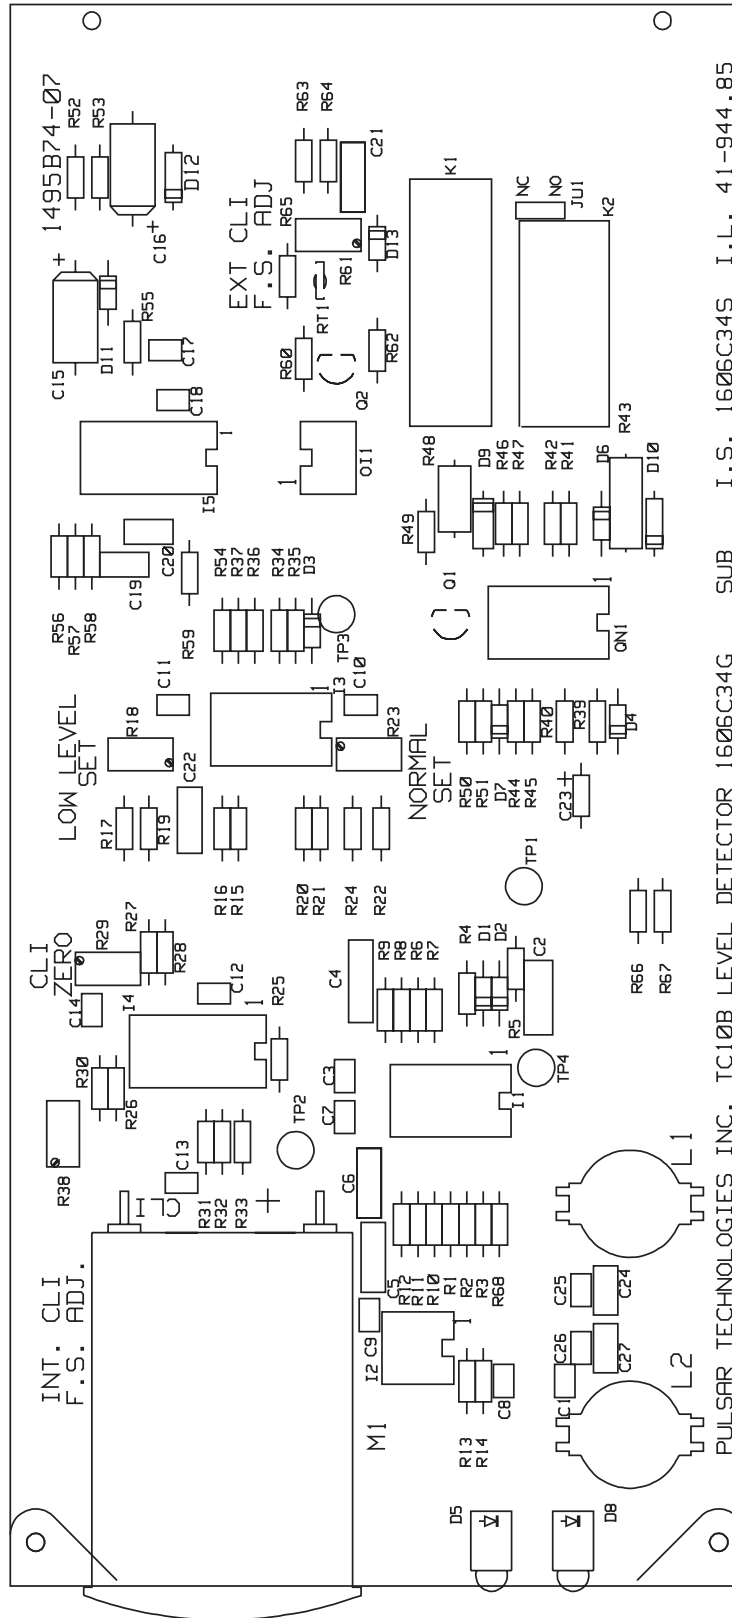 1495B74-07
R52
R53
D12
C16
+
R63
R64
C21
EXT CLI
F.S. ADJ
R65
R61
D13
RT1
K1
NC
NO
JU1
K2
+
C15
D11
R55
C17
C18
R60
Q2
R62
R43
I5
1
OI1
1
R48
R49
D9
R46
R47
R42
R41
D6
D10
R56
R57
R58
C19
C20
R59
R54
R37
R36
R34
R35
D3
TP3
Q1
QN1
1
LOW LEVEL
SET
R18
C11
C22
I3
1
C10
R23
NORMAL
SET
R50
R51
D7
R44
R45
R40
R39
D4
C23
+
R17
R19
R16
R15
R20
R21
R24
R22
TP1
CLI
ZERO
R29
R27
R28
C14
I4
1
C12
R25
C4
R9
R8
R6
R7
R4
D1
D2
R5
C2
R66
R67
R30
R26
R38
C13
R31
R32
R33
TP2
C3
C7
I1
1
TP4
CLI
+
C6
C5
R12
R11
R10
R1
R2
R3
R68
L1
C25
C24
C26
C27
C1
L2
INT. CLI
F.S. ADJ.
M1
I2
C9
1
C8
R13
R14
D5
D8
PULSAR TECHNOLOGIES INC. TC10B LEVEL DETECTOR 1606C34G SUB I.S. 1606C34S I.L. 41-944.85